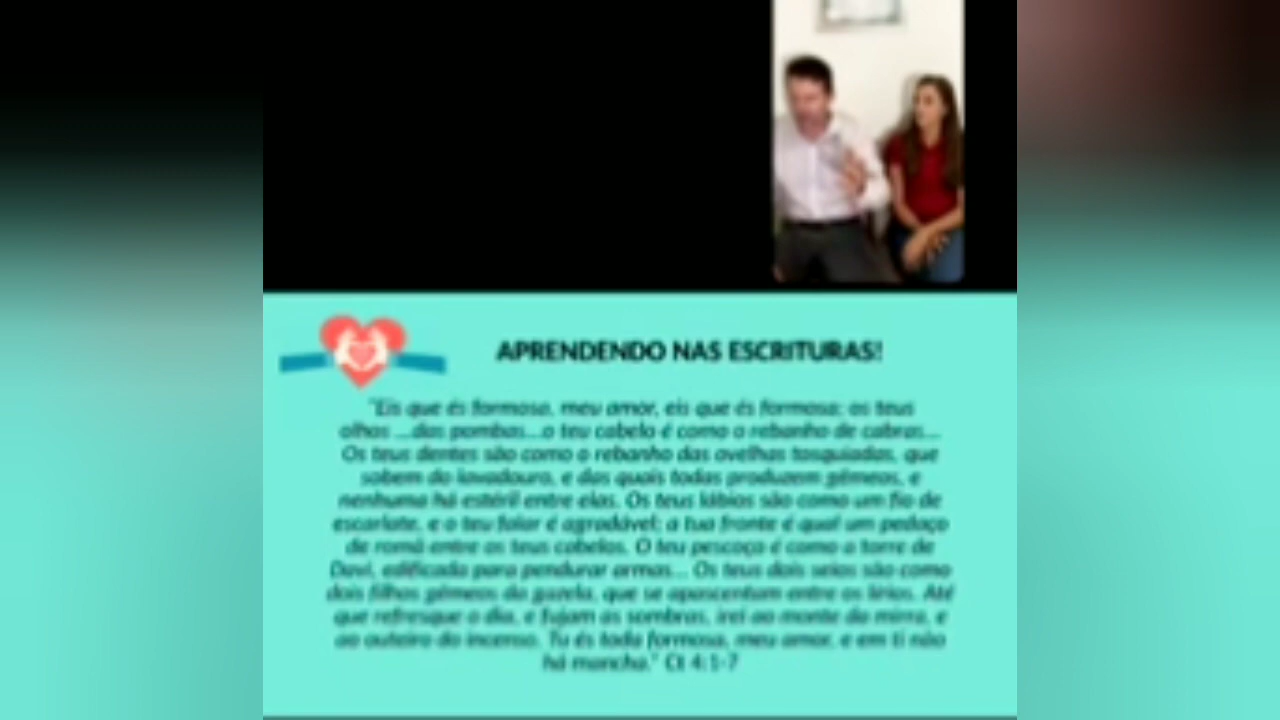 APRENDENDO NAS ESCRITURAS!
"Eis que és formosa, meu amor, eis que és formosa; os teus
olhos ...das pombas...o teu cabelo é como o rebanho de cabras...
Os teus dentes são como o rebanho das ovelhas tosquiadas, que
sobem do lavadouro, e das quais todas produzem gêmeos, e
nenhuma há estéril entre elas. Os teus lábios são como um fio de
escarlate, e o teu falar é agradável; a tua fronte é qual um pedaço
de romã entre os teus cabelos. O teu pescoço é como a torre de
Davi, edificada para pendurar armas... Os teus dois seios são como
dois filhos gêmeos da gazela, que se apascentam entre os lírios. Até
que refresque o dia, e fujam as sombras, irei ao monte da mirra, e
ao outeiro do incenso. Tu és toda formosa, meu amor, e em ti não
há mancha." Ct 4:1-7